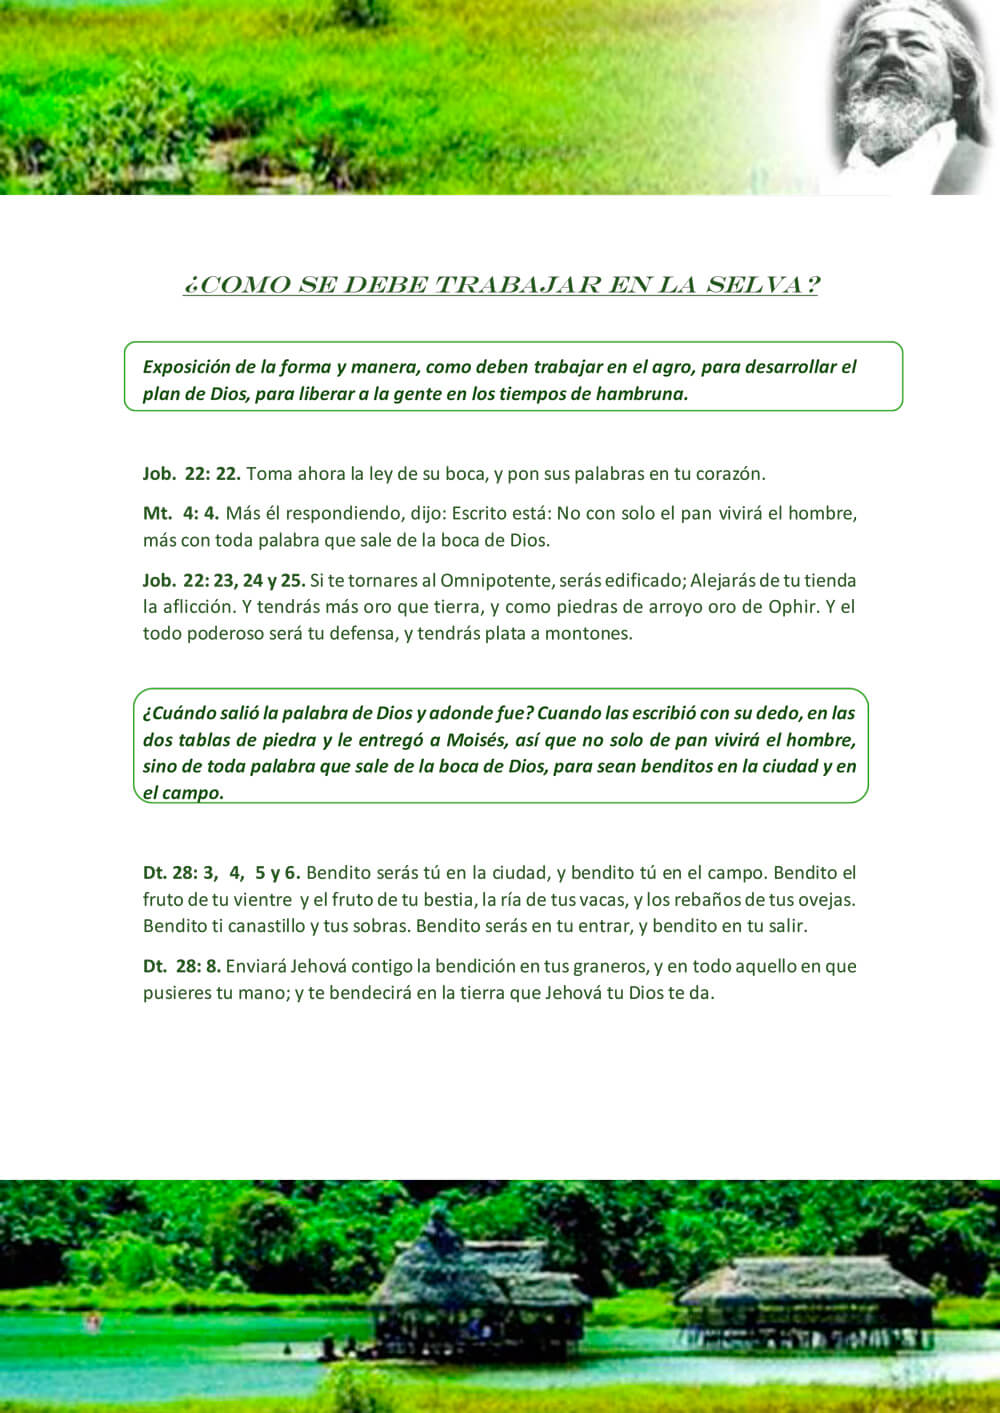 ¿COMO SE DEBE TRABAJAR EN LA SELVA?
Exposición de la forma y manera, como deben trabajar en el agro, para desarrollar el
plan de Dios, para liberar a la gente en los tiempos de hambruna.
Job. 22: 22. Toma ahora la ley de su boca, y pon sus palabras en tu corazón.
Mt. 4: 4. Más él respondiendo, dijo: Escrito está: No con solo el pan vivirá el hombre,
más con toda palabra que sale de la boca de Dios.
Job. 22: 23, 24 y 25. Si te tornares al Omnipotente, serás edificado; Alejarás de tu tienda
la aflicción. Y tendrás más oro que tierra, y como piedras de arroyo oro de Ophir. Y el
todo poderoso será tu defensa, y tendrás plata a montones.
¿Cuándo salió la palabra de Dios y adonde fue? Cuando las escribió con su dedo, en las
dos tablas de piedra y le entregó a Moisés, así que no solo de pan vivirá el hombre,
sino de toda palabra que sale de la boca de Dios, para sean benditos en la ciudad y en
el campo.
Dt. 28: 3, 4, 5 y 6. Bendito serás tú en la ciudad, y bendito tú en el campo. Bendito el
fruto de tu vientre y el fruto de tu bestia, la ría de tus vacas, y los rebaños de tus ovejas.
Bendito ti canastillo y tus sobras. Bendito serás en tu entrar, y bendito en tu salir.
Dt. 28: 8. Enviará Jehová contigo la bendición en tus graneros, y en todo aquello en que
pusieres tu mano; y te bendecirá en la tierra que Jehová tu Dios te da.